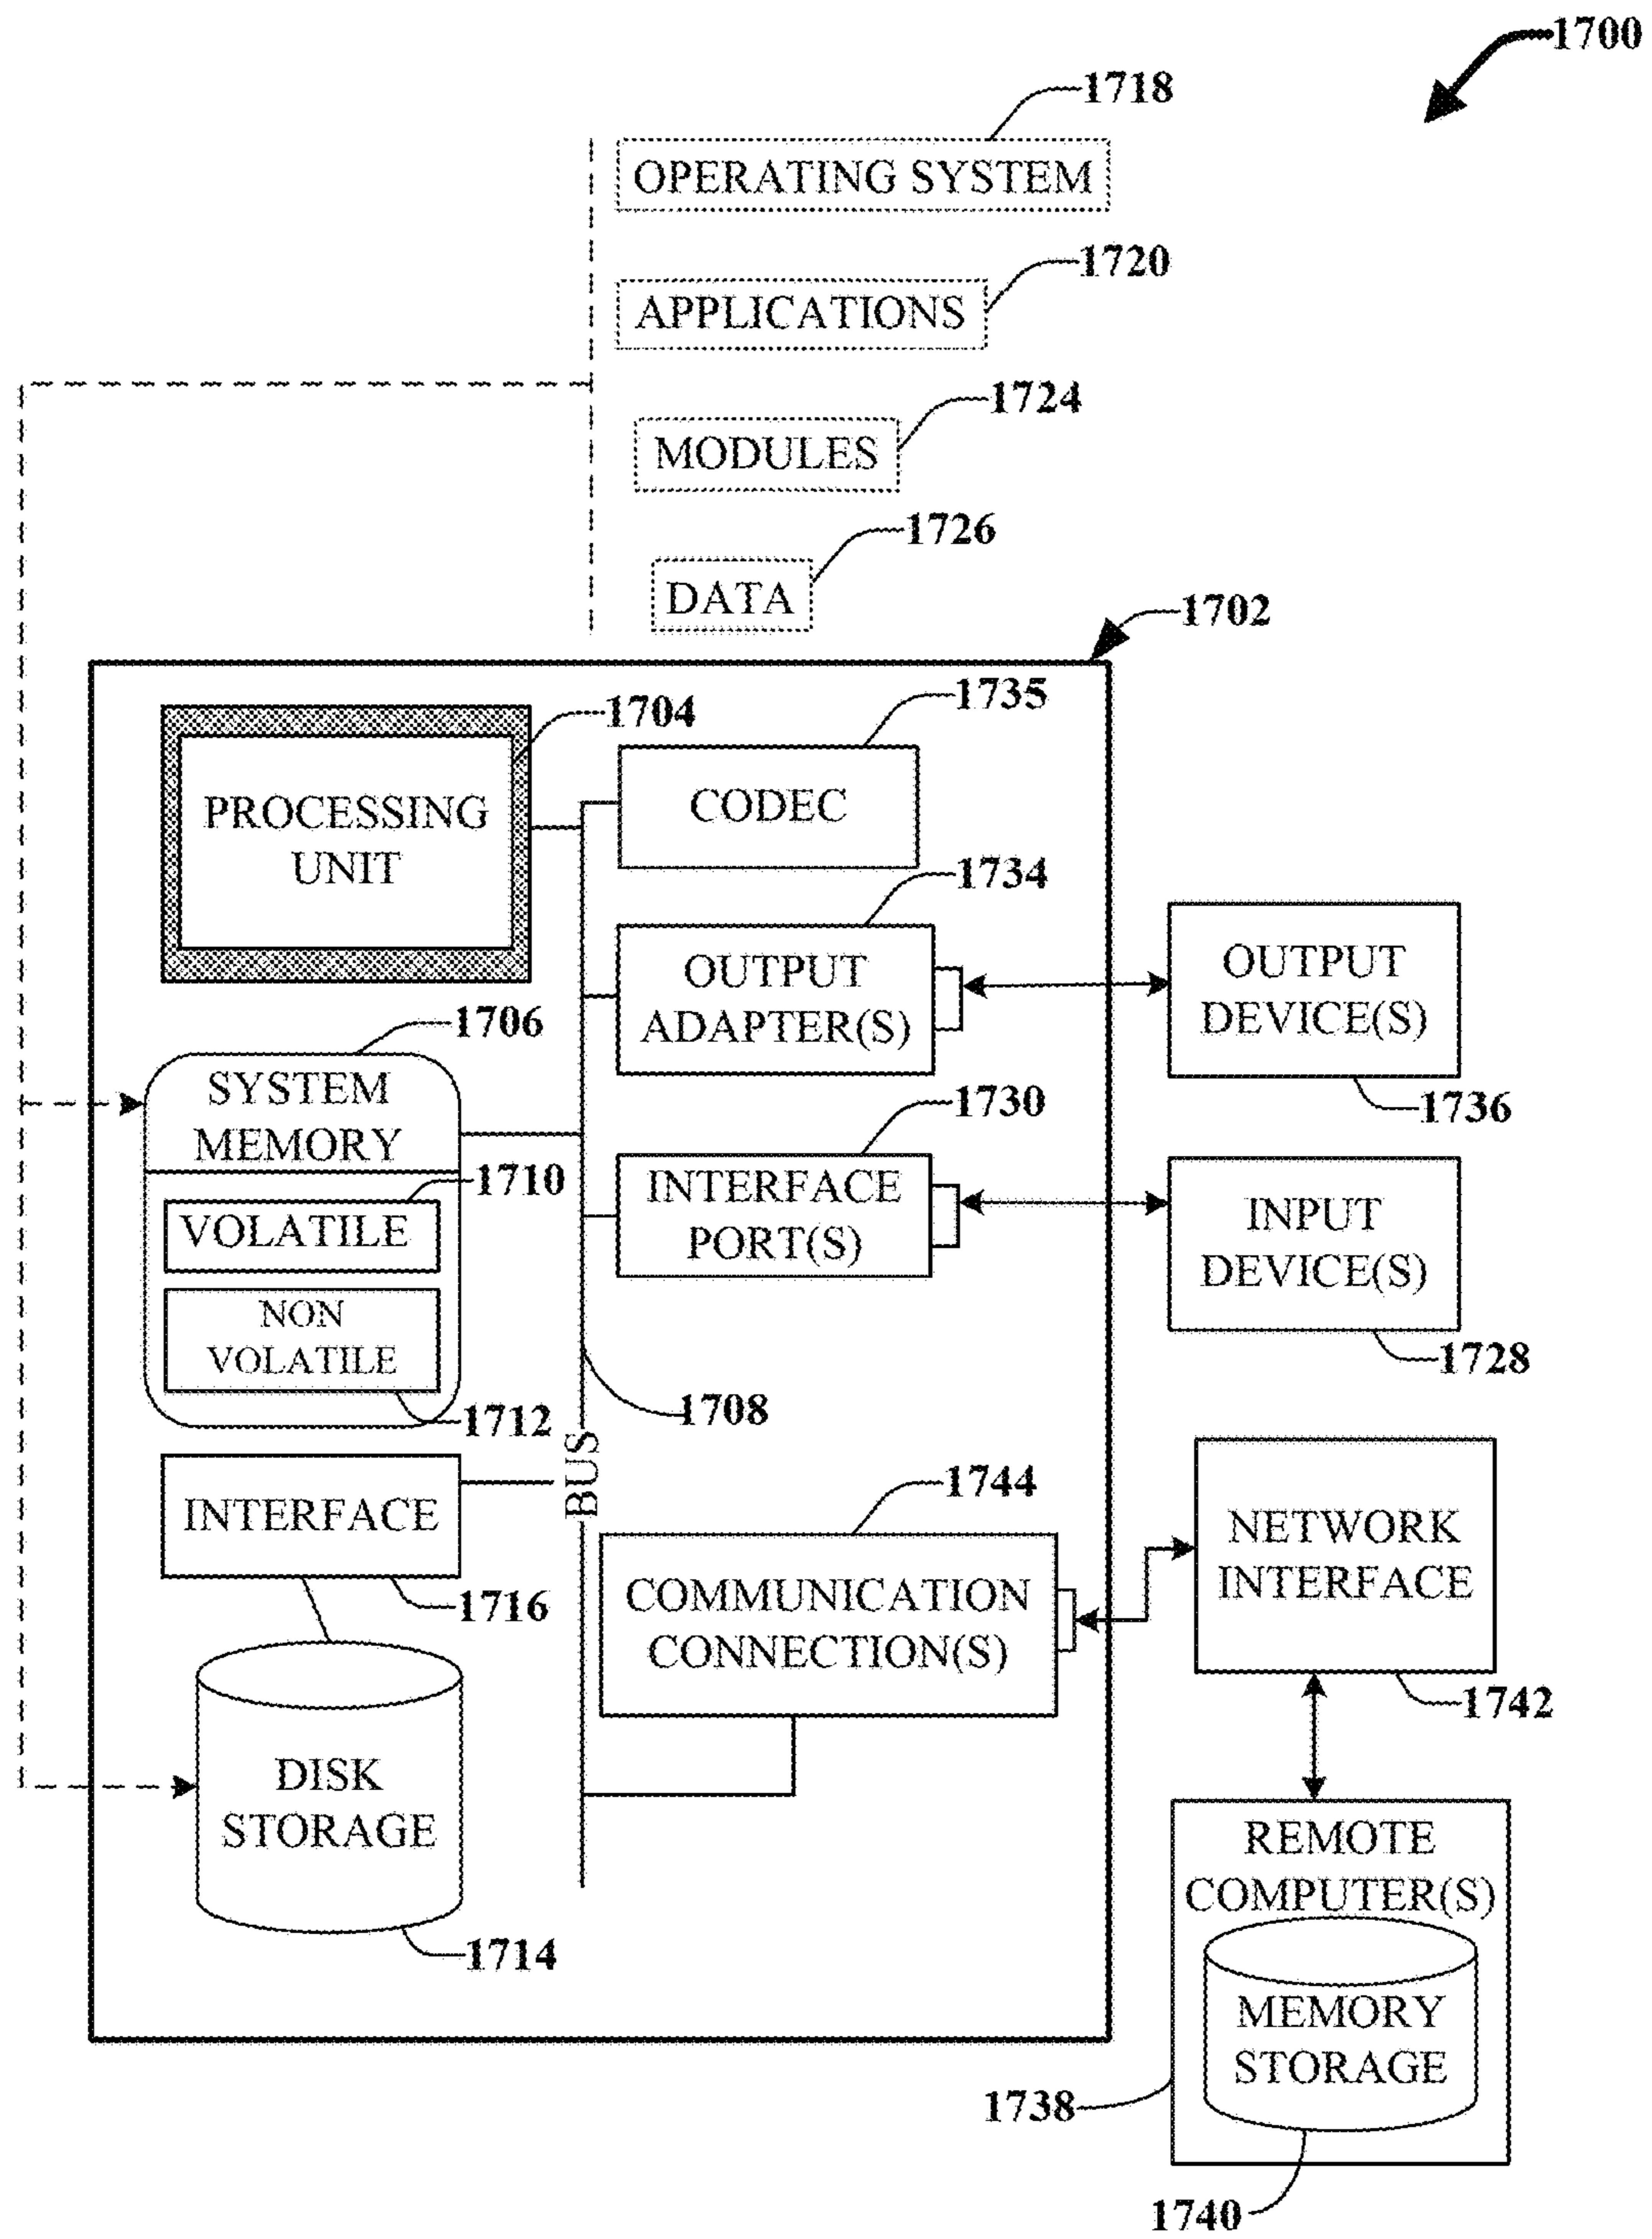 1700
1718
OPERATING SYSTEM
1720
APPLICATIONS
1724
MODULES
1726
DATA
1702
1704
PROCESSING
UNIT
1735
CODEC
1734
OUTPUT
ADAPTER(S)
OUTPUT
DEVICE(S)
1736
1706
SYSTEM
MEMORY
1710
VOLATILE
NON
VOLATILE
1712
1730
INTERFACE
PORT(S)
INPUT
DEVICE(S)
1728
1708
BUS
INTERFACE
1716
1744
COMMUNICATION
CONNECTION(S)
NETWORK
INTERFACE
1742
DISK
STORAGE
1714
REMOTE
COMPUTER(S)
MEMORY
STORAGE
1738
1740